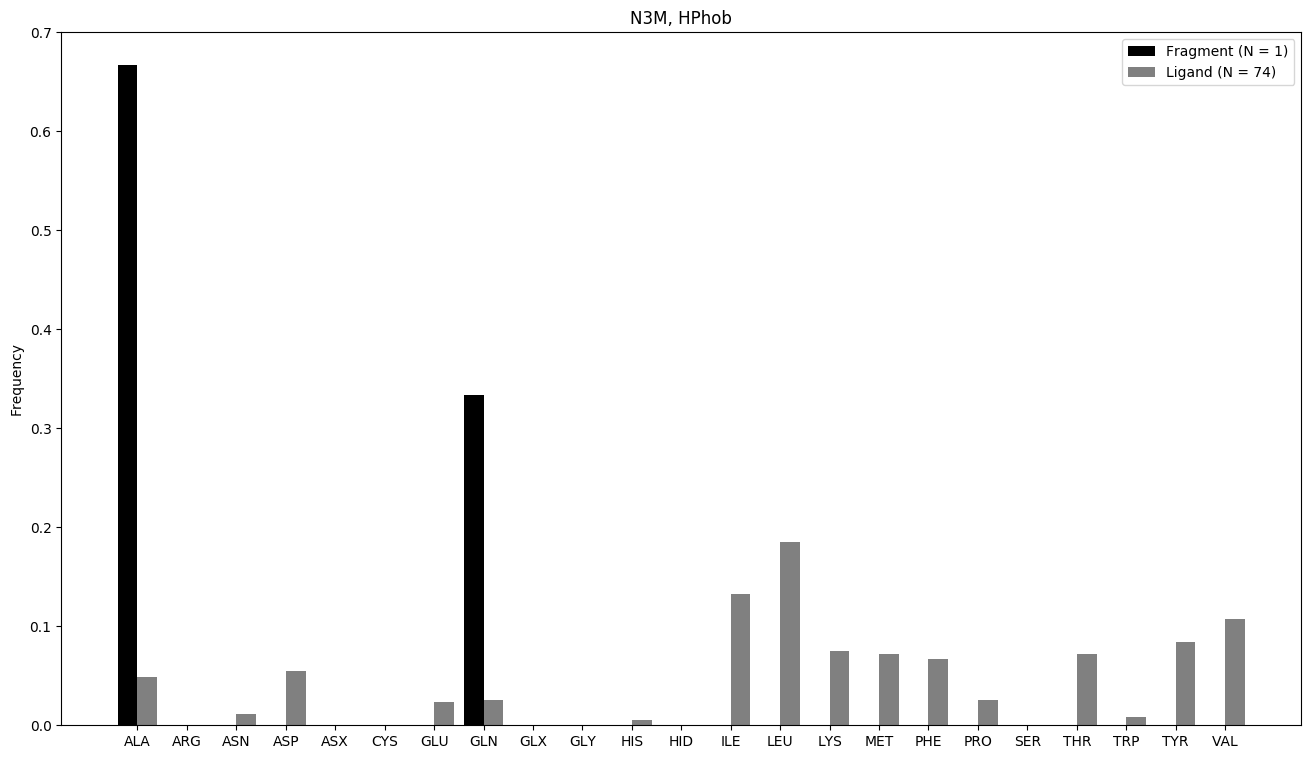 N3M, HPhob
Fragment (N = 1)
Ligand (N = 74)
Frequency
0.7
0.6
0.5
0.4
0.3
0.2
0.1
0.0
ALA ARG ASN ASP ASX CYS GLU GLN GLX GLY HIS HID ILE LEU LYS MET PHE PRO SER THR TRP TYR VAL